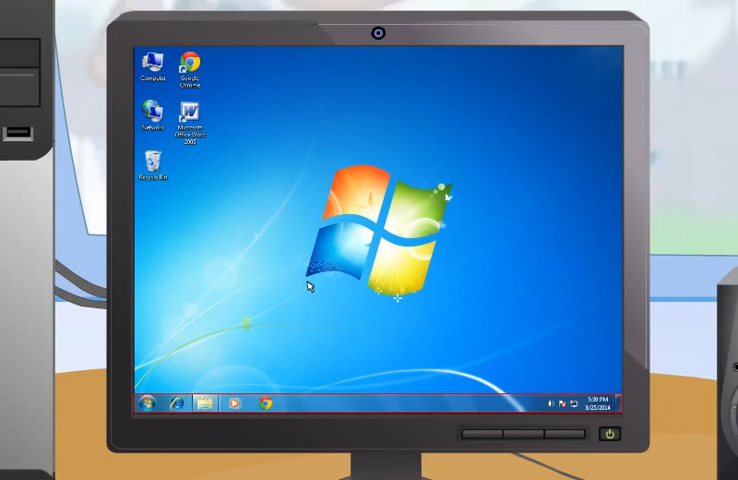 Computer
Google
Chrome
Network
Microsoft
Office Word
2003
Recycle Bin
5:39 PM
8/25/2014